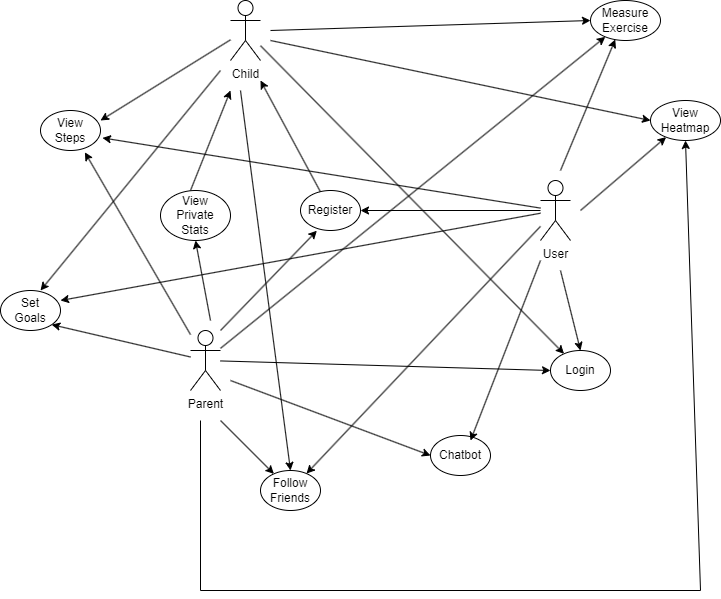 Measure
Exercise
Child
View
Heatmap
View
Steps
View
Private
Stats
Register
User
Set
Goals
Login
Parent
Chatbot
Follow
Friends